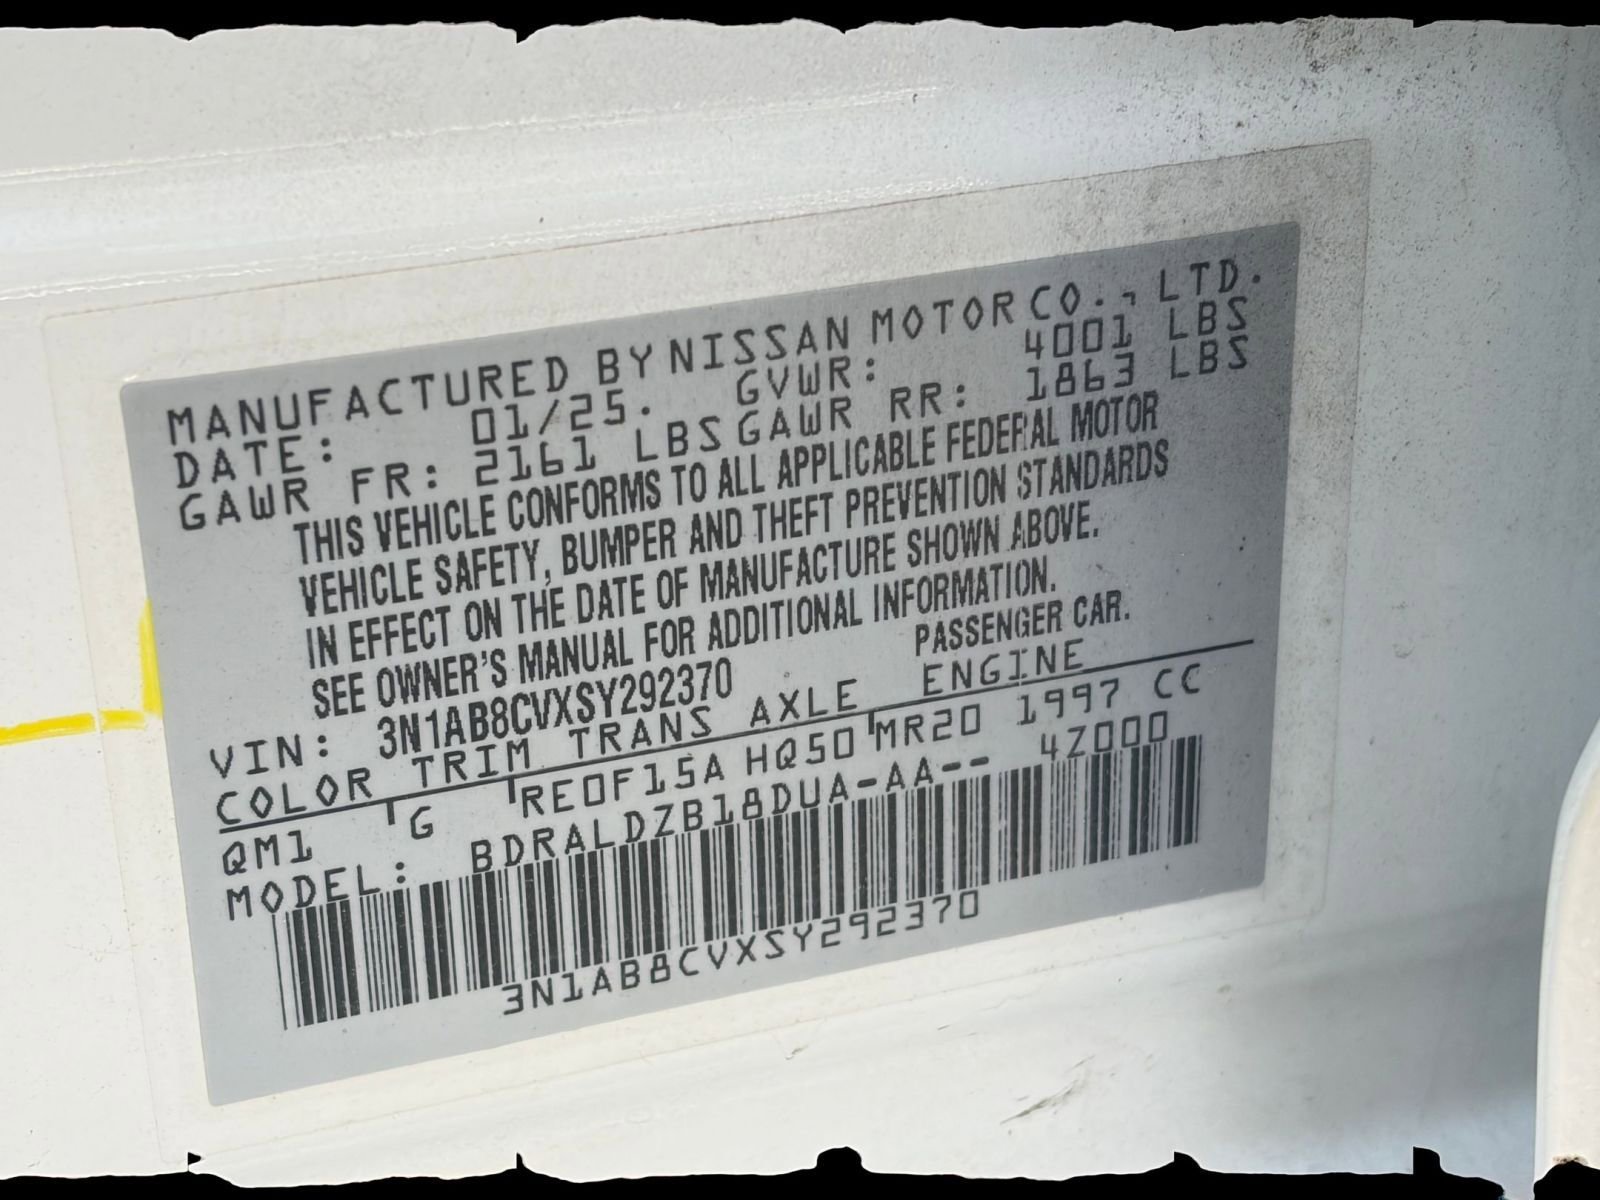 MANUFACTURED BY NISSAN MOTOR CO., LTD.
DATE: 01/25. GVWR: 4001 LBS
GAWR FR: 2161 LBS GAWR RR: 1863 LBS
THIS VEHICLE CONFORMS TO ALL APPLICABLE FEDERAL MOTOR
VEHICLE SAFETY, BUMPER AND THEFT PREVENTION STANDARDS
IN EFFECT ON THE DATE OF MANUFACTURE SHOWN ABOVE.
SEE OWNER'S MANUAL FOR ADDITIONAL INFORMATION.
VIN: 3N1AB8CVXSY292370 PASSENGER CAR.
COLOR TRIM TRANS AXLE ENGINE
QM1 G RE0F15A HQ50 MR20 1997 CC
MODEL: BDRALDZB18DUA-AA-- 4Z000
3N1AB8CVXSY292370